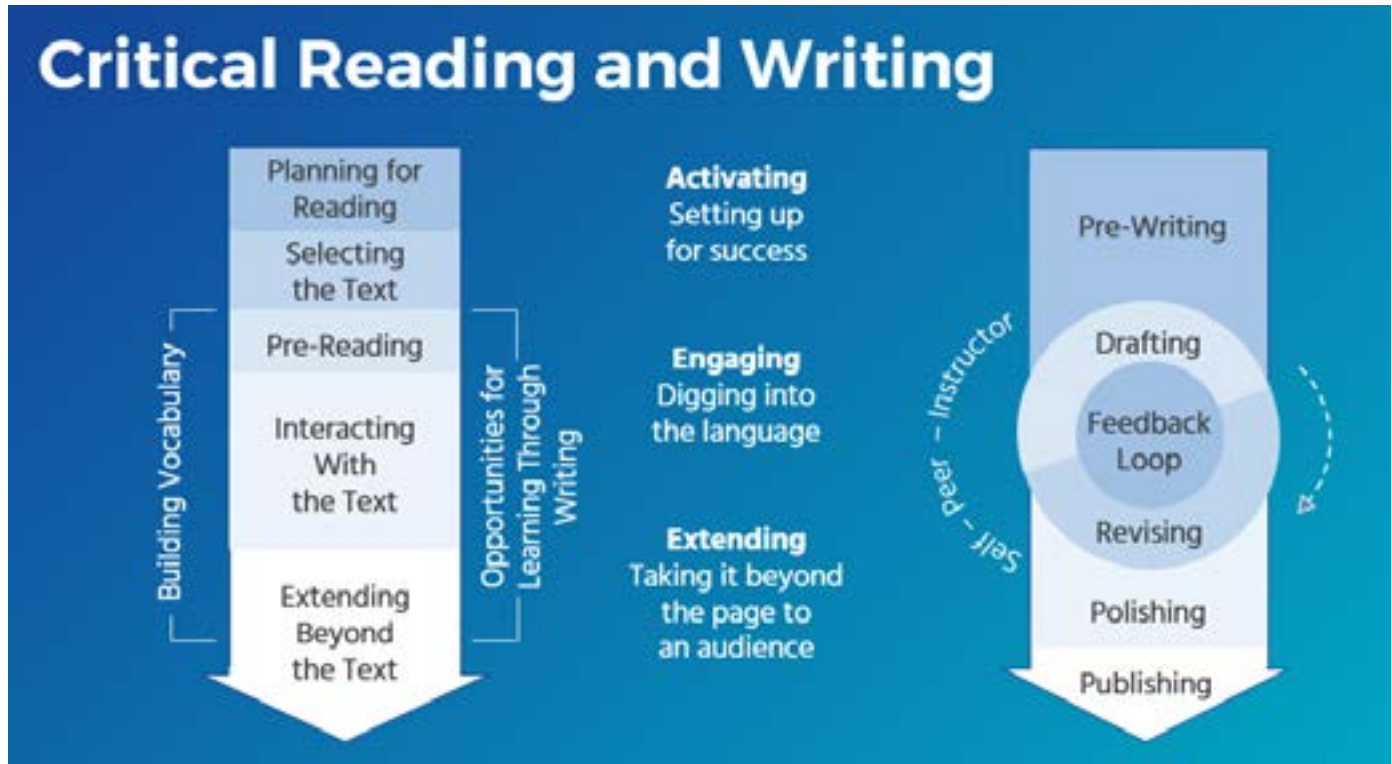 Critical Reading and Writing
Planning for
Reading
Selecting
the Text
Pre-Reading
Interacting
With
the Text
Extending
Beyond
the Text
Building Vocabulary
Opportunities for
Learning Through
Writing
Activating
Setting up
for success
Engaging
Digging into
the language
Extending
Taking it beyond
the page to
an audience
Pre-Writing
Drafting
Feedback
Loop
Revising
Polishing
Publishing
Self – Peer – Instructor